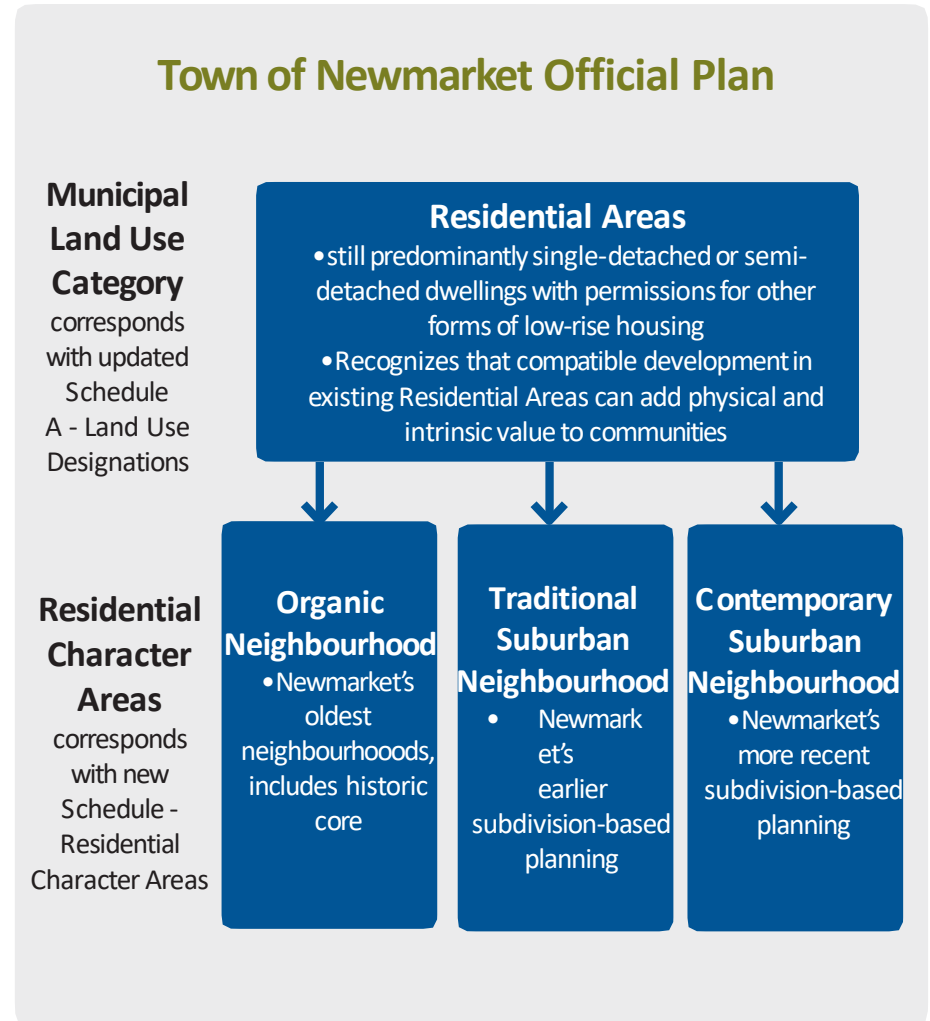 Town of Newmarket Official Plan
Municipal
Land Use
Category
corresponds
with updated
Schedule
A - Land Use
Designations
Residential Areas
•still predominantly single-detached or semi-
detached dwellings with permissions for other
forms of low-rise housing
•Recognizes that compatible development in
existing Residential Areas can add physical and
intrinsic value to communities
Residential
Character
Areas
corresponds
with new
Schedule -
Residential
Character Areas
Organic
Neighbourhood
•Newmarket's
oldest
neighbourhooods,
includes historic
core
Traditional
Suburban
Neighbourhood
• Newmark
et's
earlier
subdivision-based
planning
Contemporary
Suburban
Neighbourhood
•Newmarket's
more recent
subdivision-based
planning